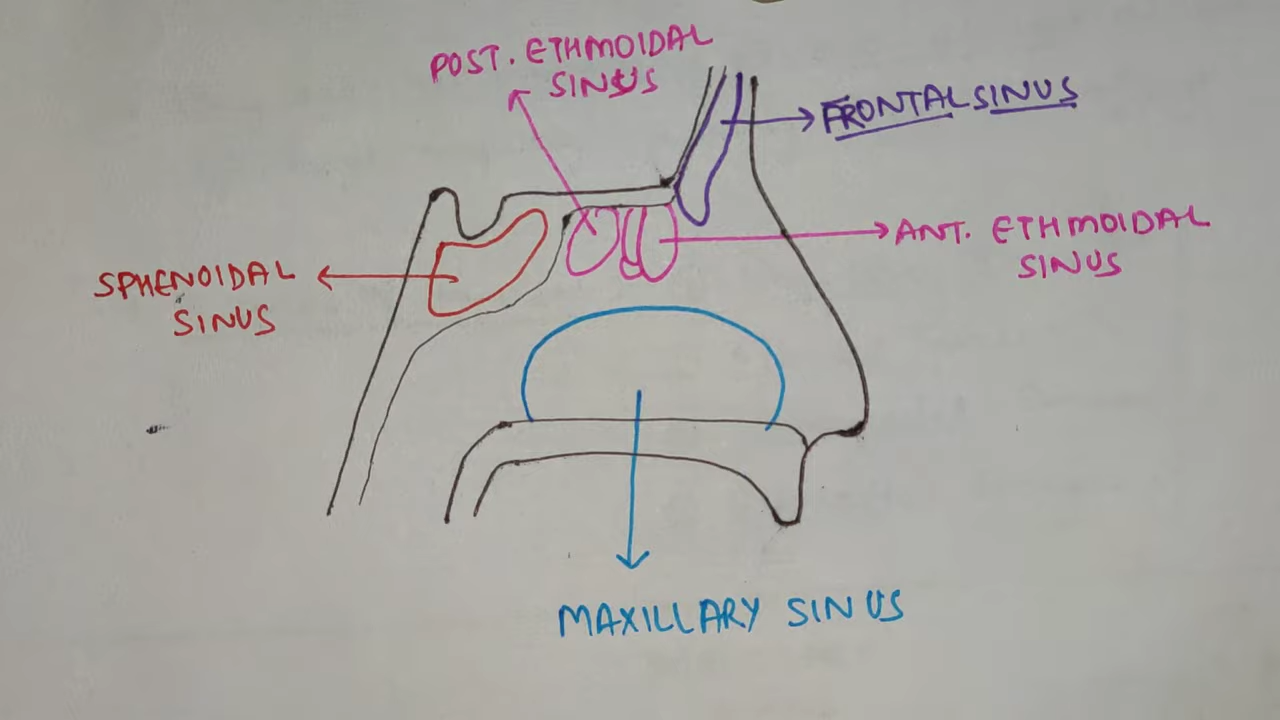 POST. ETHMOIDAL
SINUS
FRONTAL SINUS
ANT. ETHMOIDAL
SINUS
SPHENOIDAL
SINUS
MAXILLARY SINUS